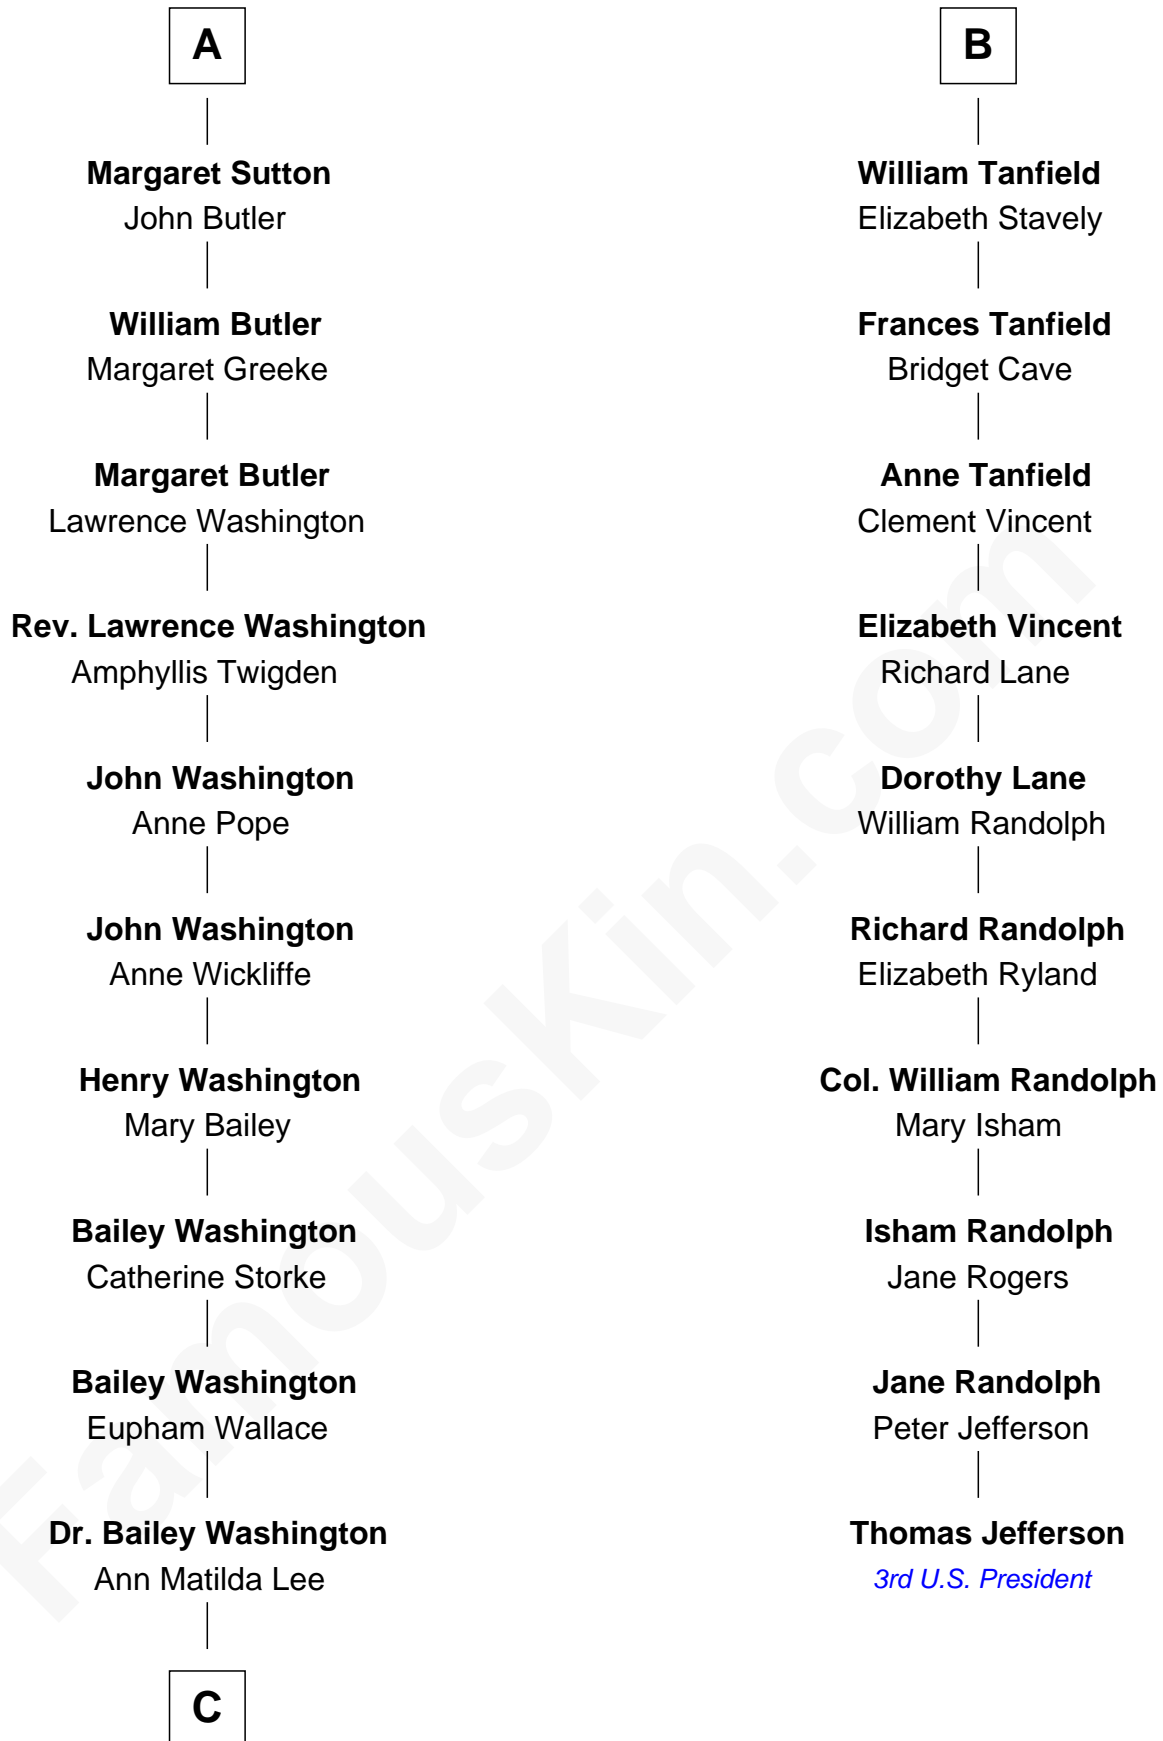 A
Margaret Sutton
John Butler
William Butler
Margaret Greeke
Margaret Butler
Lawrence Washington
Rev. Lawrence Washington
Amphyllis Twigden
John Washington
Anne Pope
John Washington
Anne Wickliffe
Henry Washington
Mary Bailey
Bailey Washington
Catherine Storke
Bailey Washington
Eupham Wallace
Dr. Bailey Washington
Ann Matilda Lee
C
B
William Tanfield
Elizabeth Stavely
Frances Tanfield
Bridget Cave
Anne Tanfield
Clement Vincent
Elizabeth Vincent
Richard Lane
Dorothy Lane
William Randolph
Richard Randolph
Elizabeth Ryland
Col. William Randolph
Mary Isham
Isham Randolph
Jane Rogers
Jane Randolph
Peter Jefferson
Thomas Jefferson
3rd U.S. President
FamousKin.com